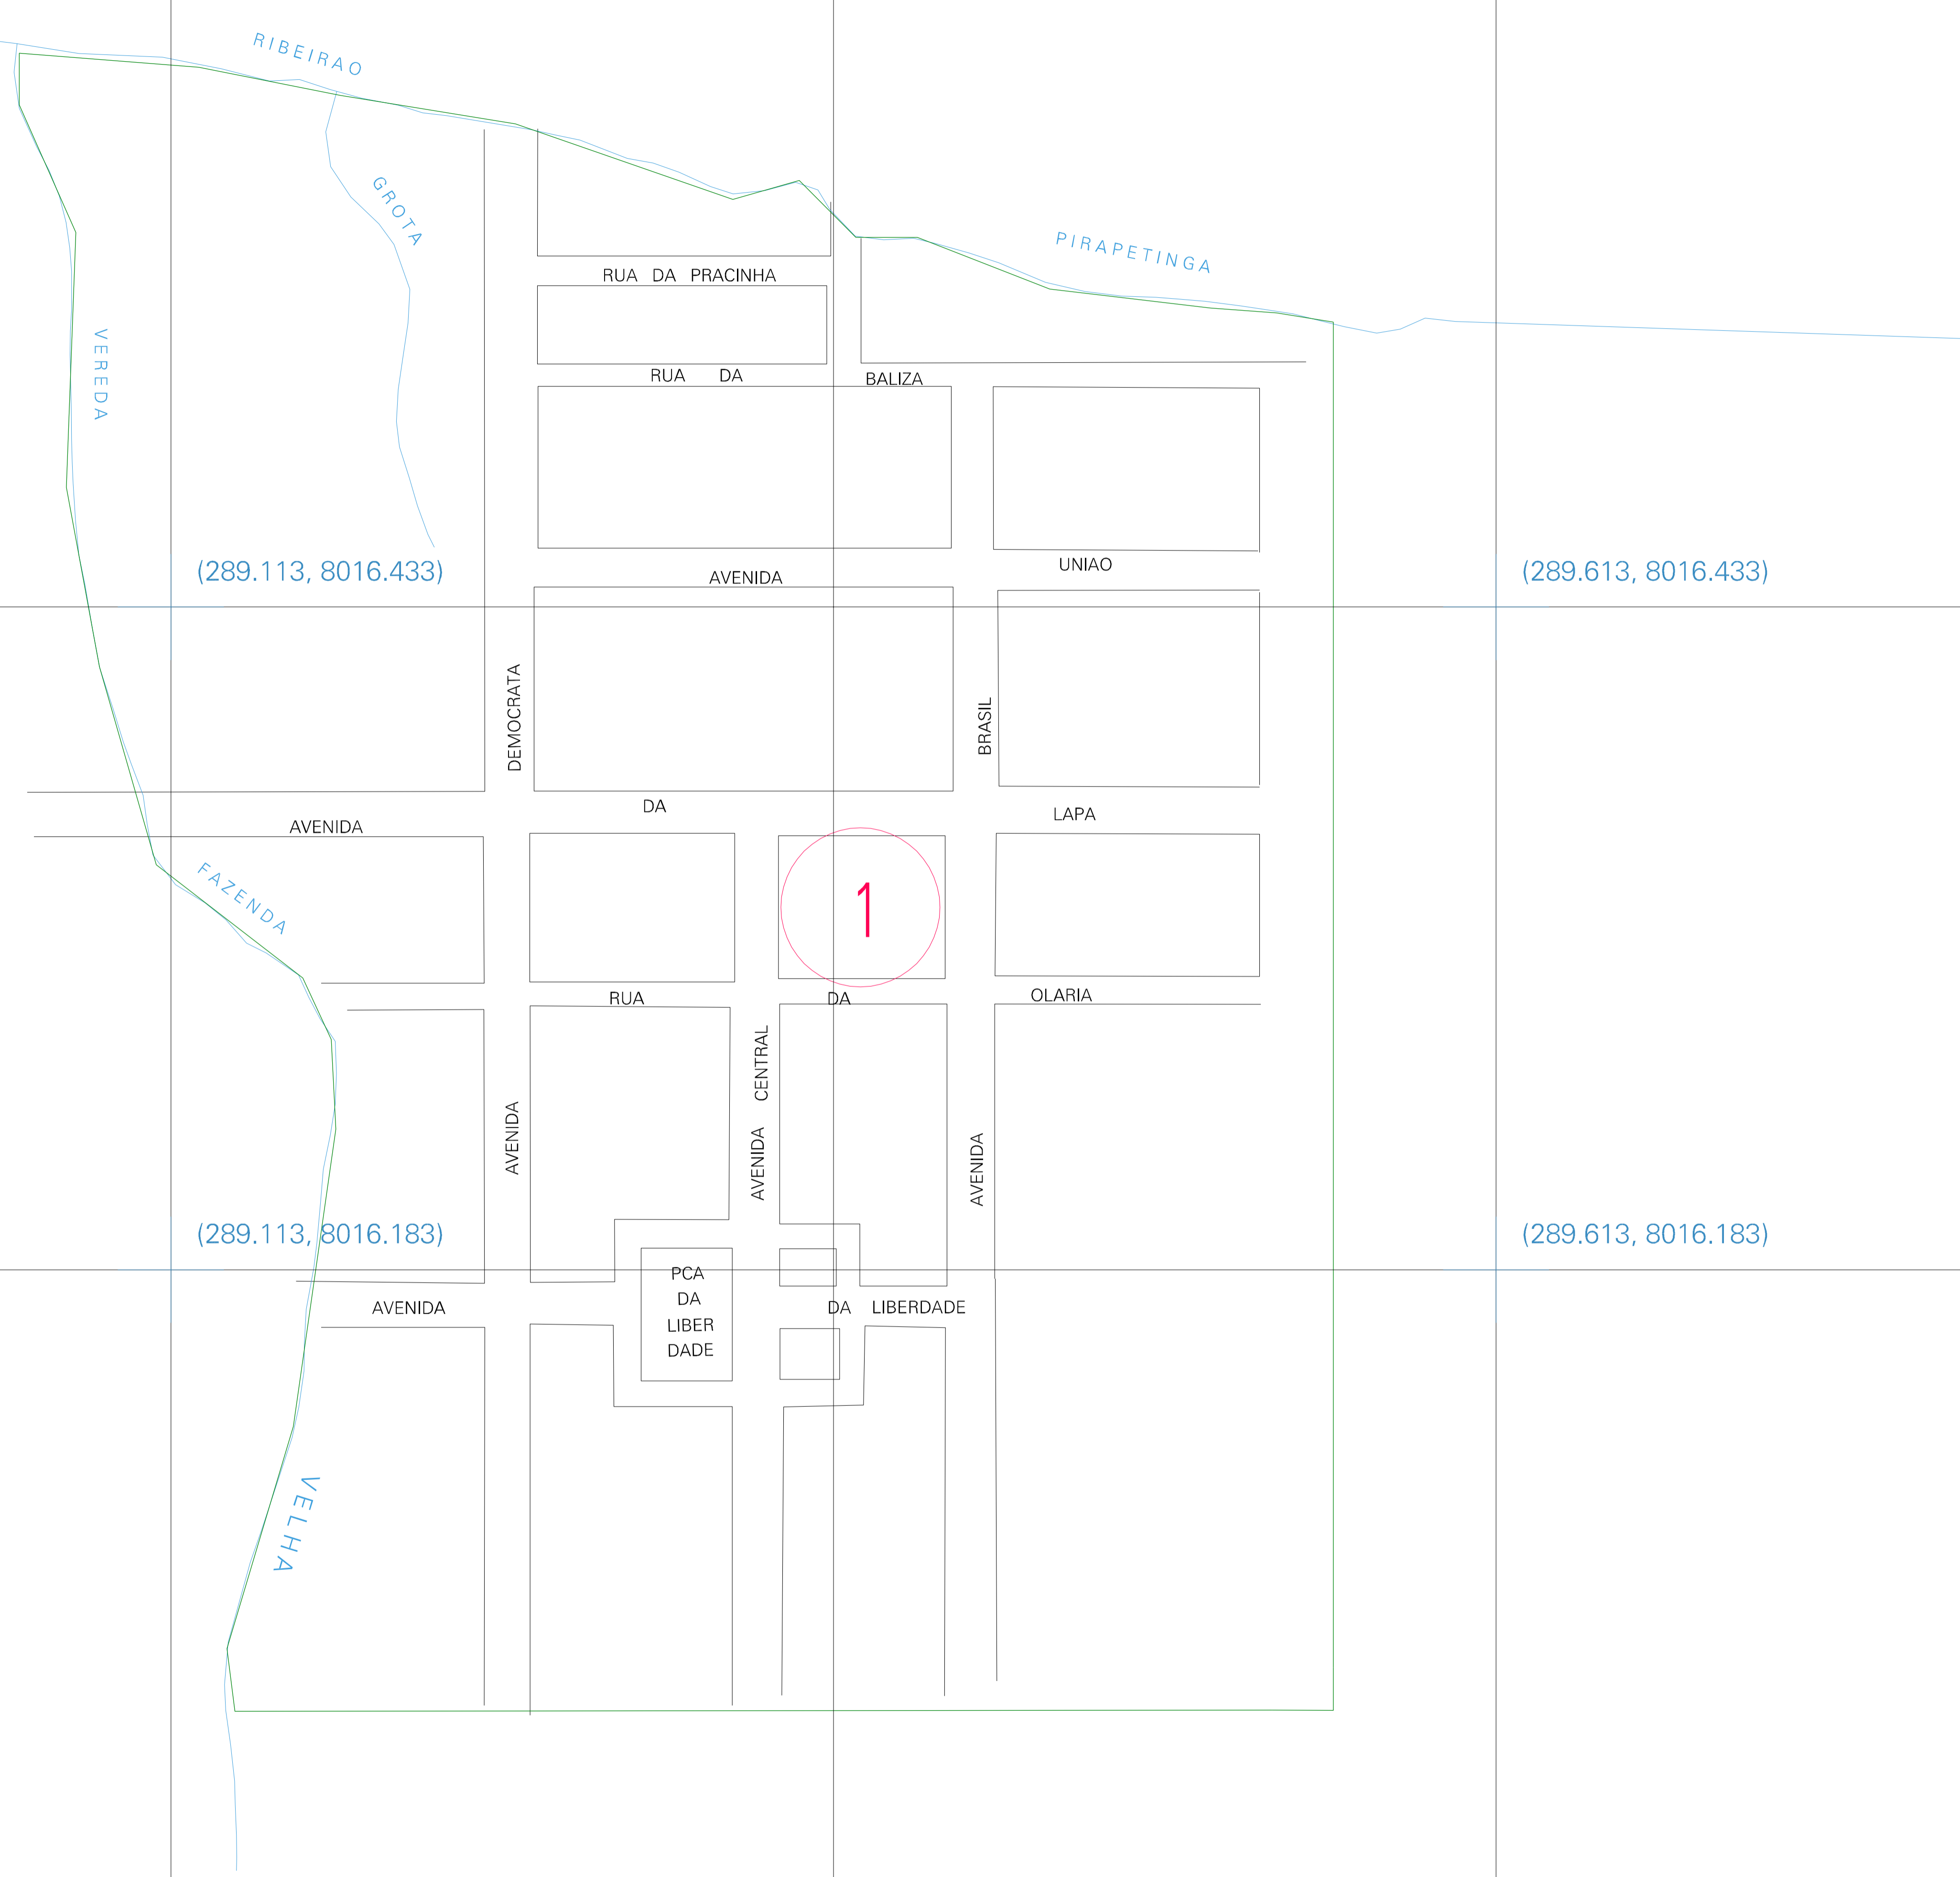 RIBEIRAO
GROTA
PIRAPETINGA
RUA DA PRACINHA
VEREDA
RUA DA BALIZA
(289.113, 8016.433)
AVENIDA UNIAO
(289.613, 8016.433)
DEMOCRATA
BRASIL
DA LAPA
AVENIDA
FAZENDA
1
RUA DA OLARIA
AVENIDA
AVENIDA CENTRAL
AVENIDA
(289.113, 8016.183)
(289.613, 8016.183)
PCA
DA
LIBER
DADE
AVENIDA DA LIBERDADE
VELHA